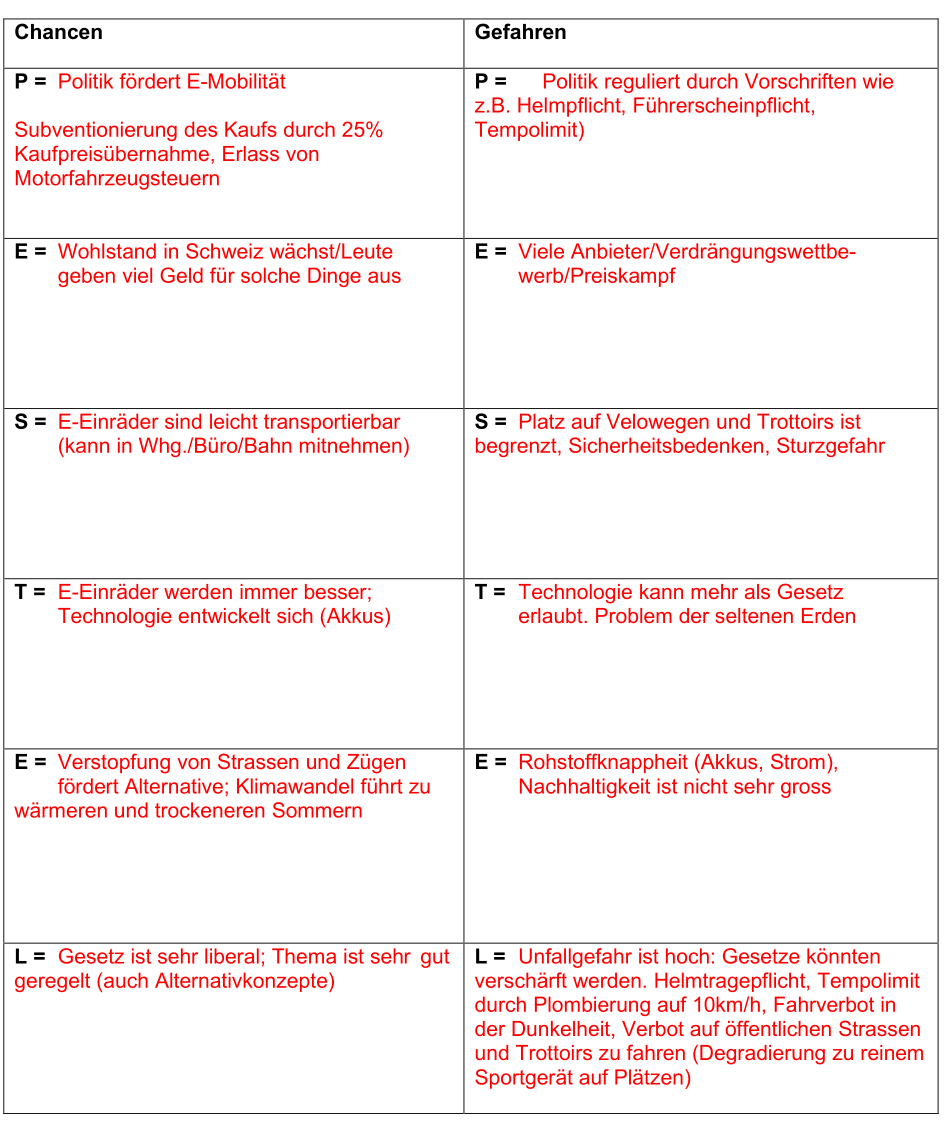 Chancen
Gefahren
P = Politik fördert E-Mobilität
Subventionierung des Kaufs durch 25%
Kaufpreisübernahme, Erlass von
Motorfahrzeugsteuern
P = Politik reguliert durch Vorschriften wie
z.B. Helmpflicht, Führerscheinpflicht,
Tempolimit)
E = Wohlstand in Schweiz wächst/Leute
geben viel Geld für solche Dinge aus
E = Viele Anbieter/Verdrängungswettbe-
werb/Preiskampf
S = E-Einräder sind leicht transportierbar
(kann in Whg./Büro/Bahn mitnehmen)
S = Platz auf Velowegen und Trottoirs ist
begrenzt, Sicherheitsbedenken, Sturzgefahr
T = E-Einräder werden immer besser;
Technologie entwickelt sich (Akkus)
T = Technologie kann mehr als Gesetz
erlaubt. Problem der seltenen Erden
E = Verstopfung von Strassen und Zügen
fördert Alternative; Klimawandel führt zu
wärmeren und trockeneren Sommern
E = Rohstoffknappheit (Akkus, Strom),
Nachhaltigkeit ist nicht sehr gross
L = Gesetz ist sehr liberal; Thema ist sehr gut
geregelt (auch Alternativkonzepte)
L = Unfallgefahr ist hoch: Gesetze könnten
verschärft werden. Helmtragepflicht, Tempolimit
durch Plombierung auf 10km/h, Fahrverbot in
der Dunkelheit, Verbot auf öffentlichen Strassen
und Trottoirs zu fahren (Degradierung zu reinem
Sportgerät auf Plätzen)